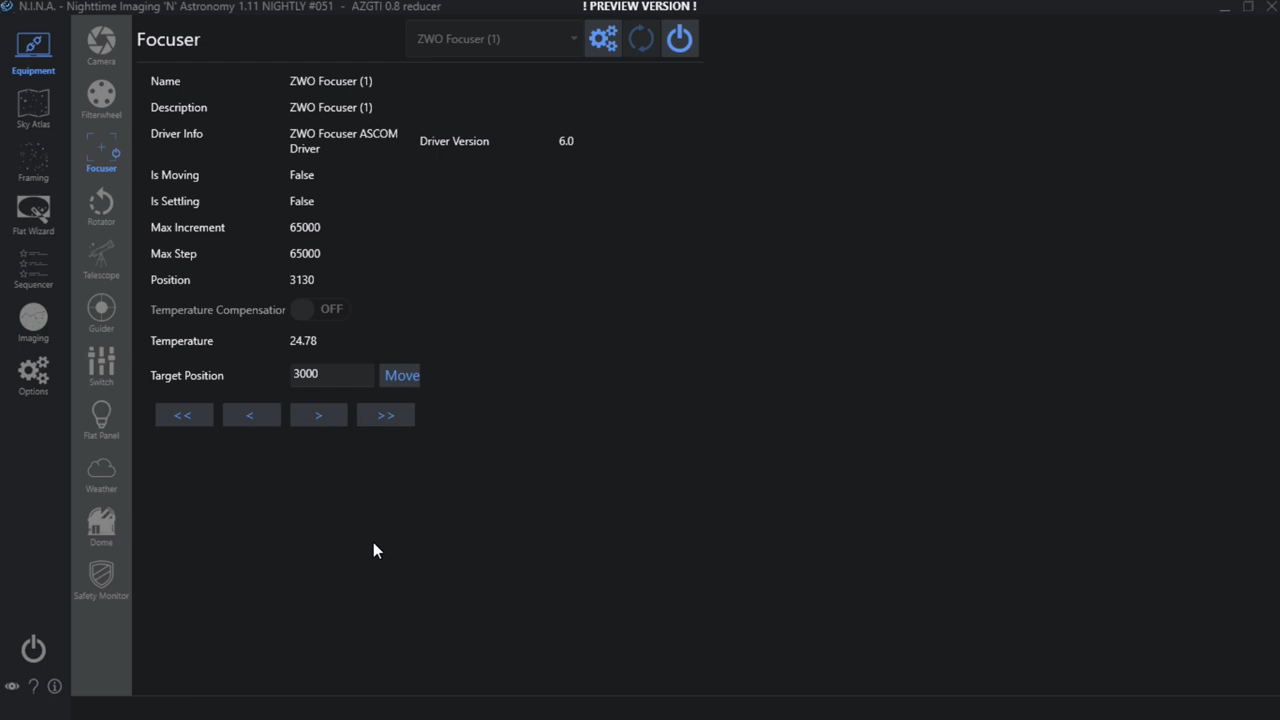 N.I.N.A. - Nighttime Imaging 'N' Astronomy 1.11 NIGHTLY #051 - AZGTI 0.8 reducer
! PREVIEW VERSION !
Equipment
Sky Atlas
Framing
Flat Wizard
Sequencer
Imaging
Options
Camera
Filterwheel
Focuser
Rotator
Telescope
Guider
Switch
Flat Panel
Weather
Dome
Safety Monitor
Focuser
ZWO Focuser (1)
Name ZWO Focuser (1)
Description ZWO Focuser (1)
Driver Info ZWO Focuser ASCOM Driver
Driver Version 6.0
Is Moving False
Is Settling False
Max Increment 65000
Max Step 65000
Position 3130
Temperature Compensation OFF
Temperature 24.78
Target Position 3000 Move
<< < > >>